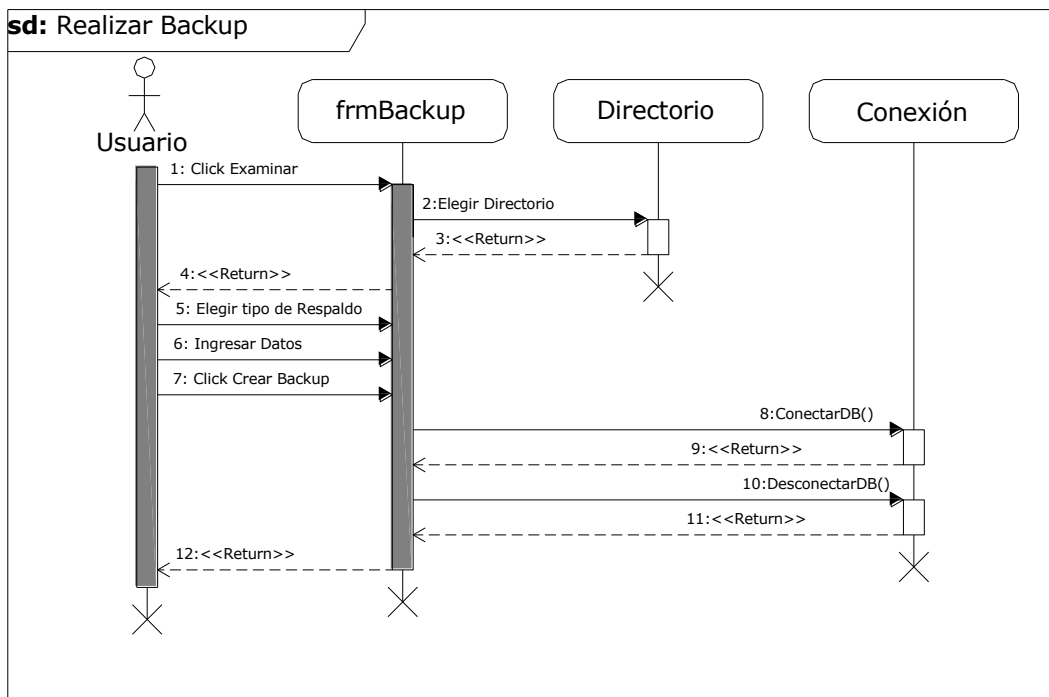 sd: Realizar Backup
Usuario
frmBackup
Directorio
Conexión
1: Click Examinar
2:Elegir Directorio
3:<<Return>>
4:<<Return>>
5: Elegir tipo de Respaldo
6: Ingresar Datos
7: Click Crear Backup
8:ConectarDB()
9:<<Return>>
10:DesconectarDB()
11:<<Return>>
12:<<Return>>